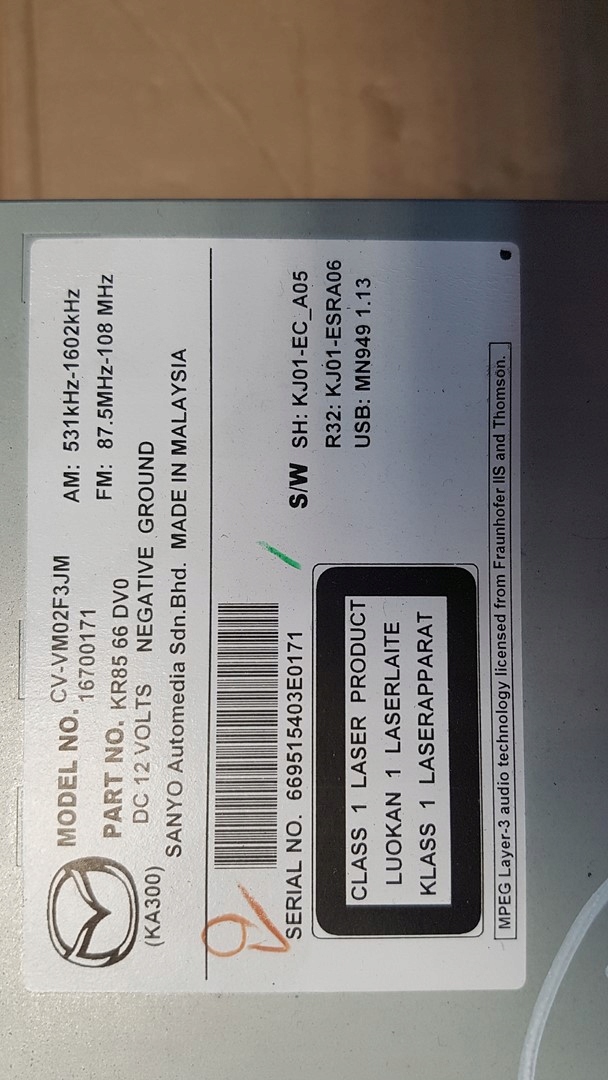 MODEL NO. CV-VM02F3JM AM: 531kHz-1602kHz
16700171
PART NO. KR85 66 DV0 FM: 87.5MHz-108 MHz
DC 12 VOLTS NEGATIVE GROUND
(KA300)
SANYO Automedia Sdn.Bhd. MADE IN MALAYSIA
SERIAL NO. 669515403E0171
S/W SH: KJ01-EC_A05
R32: KJ01-ESRA06
USB: MN949 1.13
CLASS 1 LASER PRODUCT
LUOKAN 1 LASERLAITE
KLASS 1 LASERAPPARAT
MPEG Layer-3 audio technology licensed from Fraunhofer IIS and Thomson.